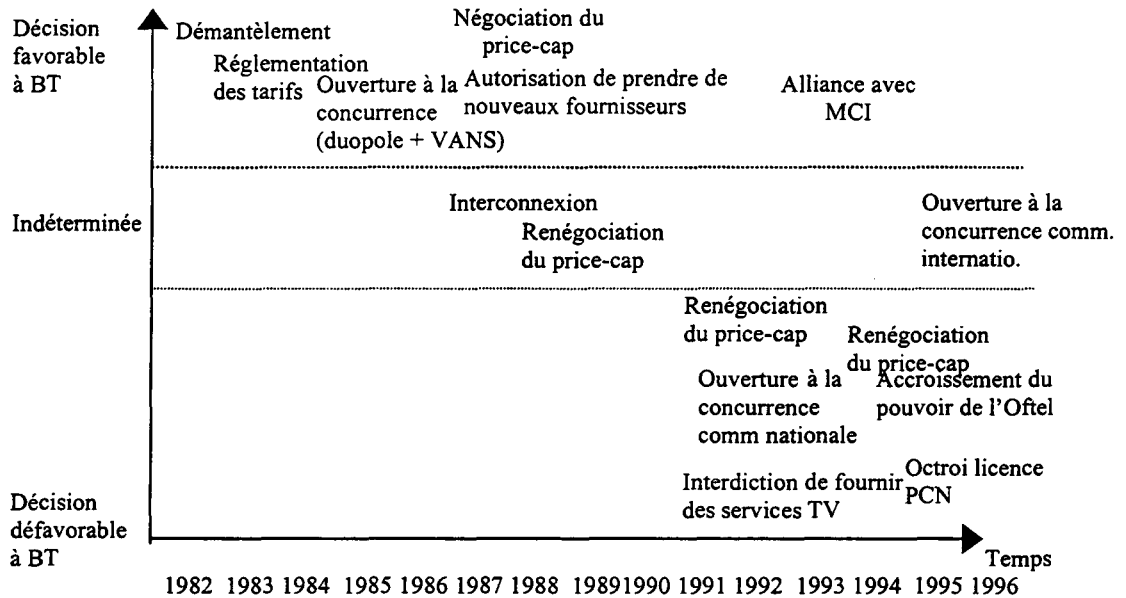 Décision
favorable
à BT
Démantèlement
Réglementation
des tarifs
Ouverture à la
concurrence
(duopole + VANS)
Négociation du
price-cap
Autorisation de prendre de
nouveaux fournisseurs
Alliance avec
MCI
Indéterminée
Interconnexion
Renégociation
du price-cap
Ouverture à la
concurrence comm.
internatio.
Renégociation
du price-cap
Renégociation
du price-cap
Ouverture à la
concurrence
comm nationale
Accroissement du
pouvoir de l'Oftel
Interdiction de fournir
des services TV
Octroi licence
PCN
Décision
défavorable
à BT
Temps
1982 1983 1984 1985 1986 1987 1988 1989 1990 1991 1992 1993 1994 1995 1996